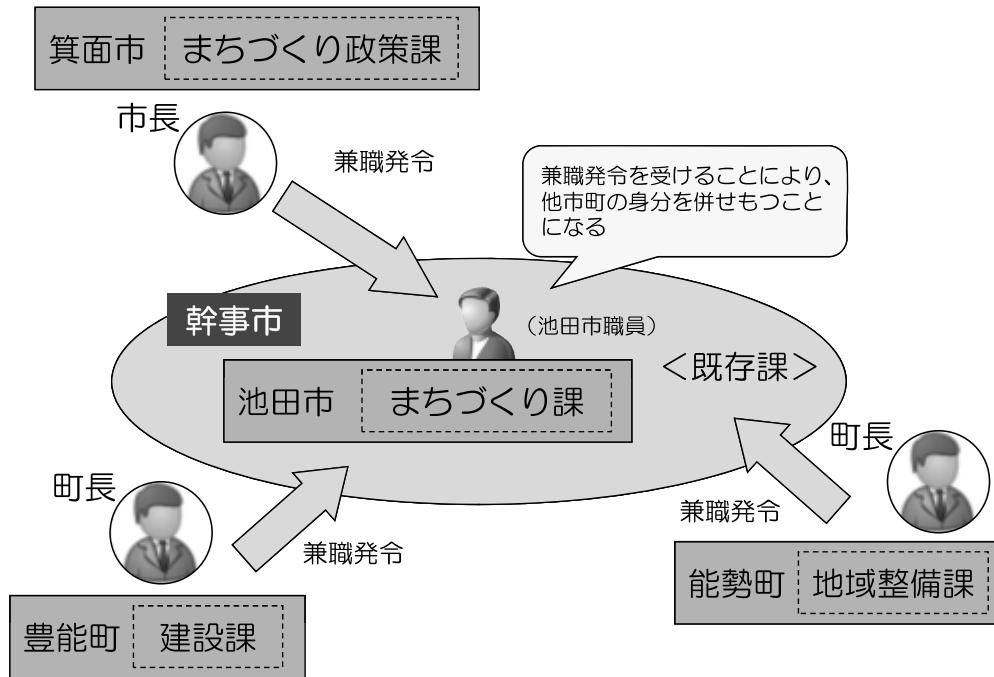 箕面市 まちづくり政策課
市長
兼職発令
兼職発令を受けることにより、
他市町の身分を併せもつこと
になる
幹事市
（池田市職員）
＜既存課＞
池田市 まちづくり課
町長
兼職発令
豊能町 建設課
町長
兼職発令
能勢町 地域整備課